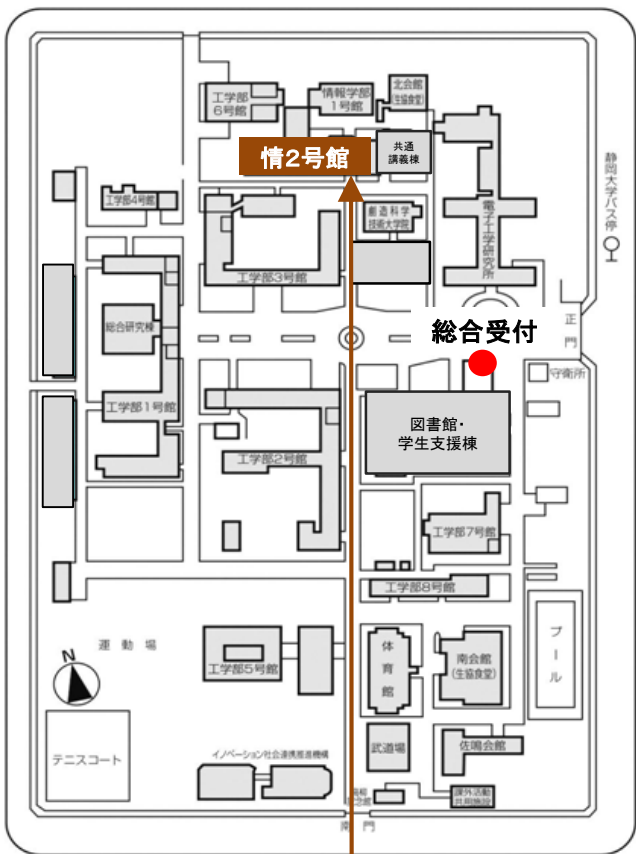 工学部
6号館
情報学部
1号館
北会館
(生協食堂)
情2号館
共通
講義棟
静岡大学バス停
工学部4号館
創造科学
技術大学院
電子工学研究所
工学部3号館
総合研究棟
総合受付
正門
守衛所
工学部1号館
図書館・
学生支援棟
工学部2号館
工学部7号館
工学部8号館
運動場
N
工学部5号館
体育館
南会館
(生協食堂)
プール
テニスコート
イノベーション社会連携推進機構
武道場
佐鳴会館
課外活動
共用施設
南門